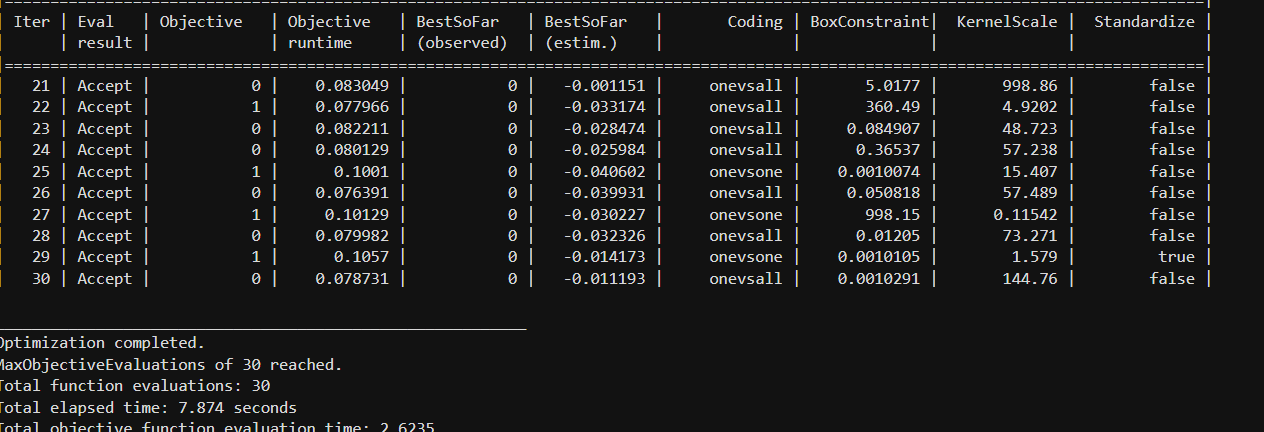 |====================================================================================================================================|
| Iter | Eval | Objective | Objective | BestSoFar | BestSoFar | Coding | BoxConstraint| KernelScale | Standardize |
| | result | | runtime | (observed) | (estim.) | | | | |
|====================================================================================================================================|
| 21 | Accept | 0 | 0.083049 | 0 | -0.001151 | onevsall | 5.0177 | 998.86 | false |
| 22 | Accept | 1 | 0.077966 | 0 | -0.033174 | onevsall | 360.49 | 4.9202 | false |
| 23 | Accept | 0 | 0.082211 | 0 | -0.028474 | onevsall | 0.084907 | 48.723 | false |
| 24 | Accept | 0 | 0.080129 | 0 | -0.025984 | onevsall | 0.36537 | 57.238 | false |
| 25 | Accept | 1 | 0.1001 | 0 | -0.040602 | onevsone | 0.0010074 | 15.407 | false |
| 26 | Accept | 0 | 0.076391 | 0 | -0.039931 | onevsall | 0.050818 | 57.489 | false |
| 27 | Accept | 1 | 0.10129 | 0 | -0.030227 | onevsone | 998.15 | 0.11542 | false |
| 28 | Accept | 0 | 0.079982 | 0 | -0.032326 | onevsall | 0.01205 | 73.271 | false |
| 29 | Accept | 1 | 0.1057 | 0 | -0.014173 | onevsone | 0.0010105 | 1.579 | true |
| 30 | Accept | 0 | 0.078731 | 0 | -0.011193 | onevsall | 0.0010291 | 144.76 | false |
__________________________________________________________
Optimization completed.
MaxObjectiveEvaluations of 30 reached.
Total function evaluations: 30
Total elapsed time: 7.874 seconds
Total objective function evaluation time: 2.6235